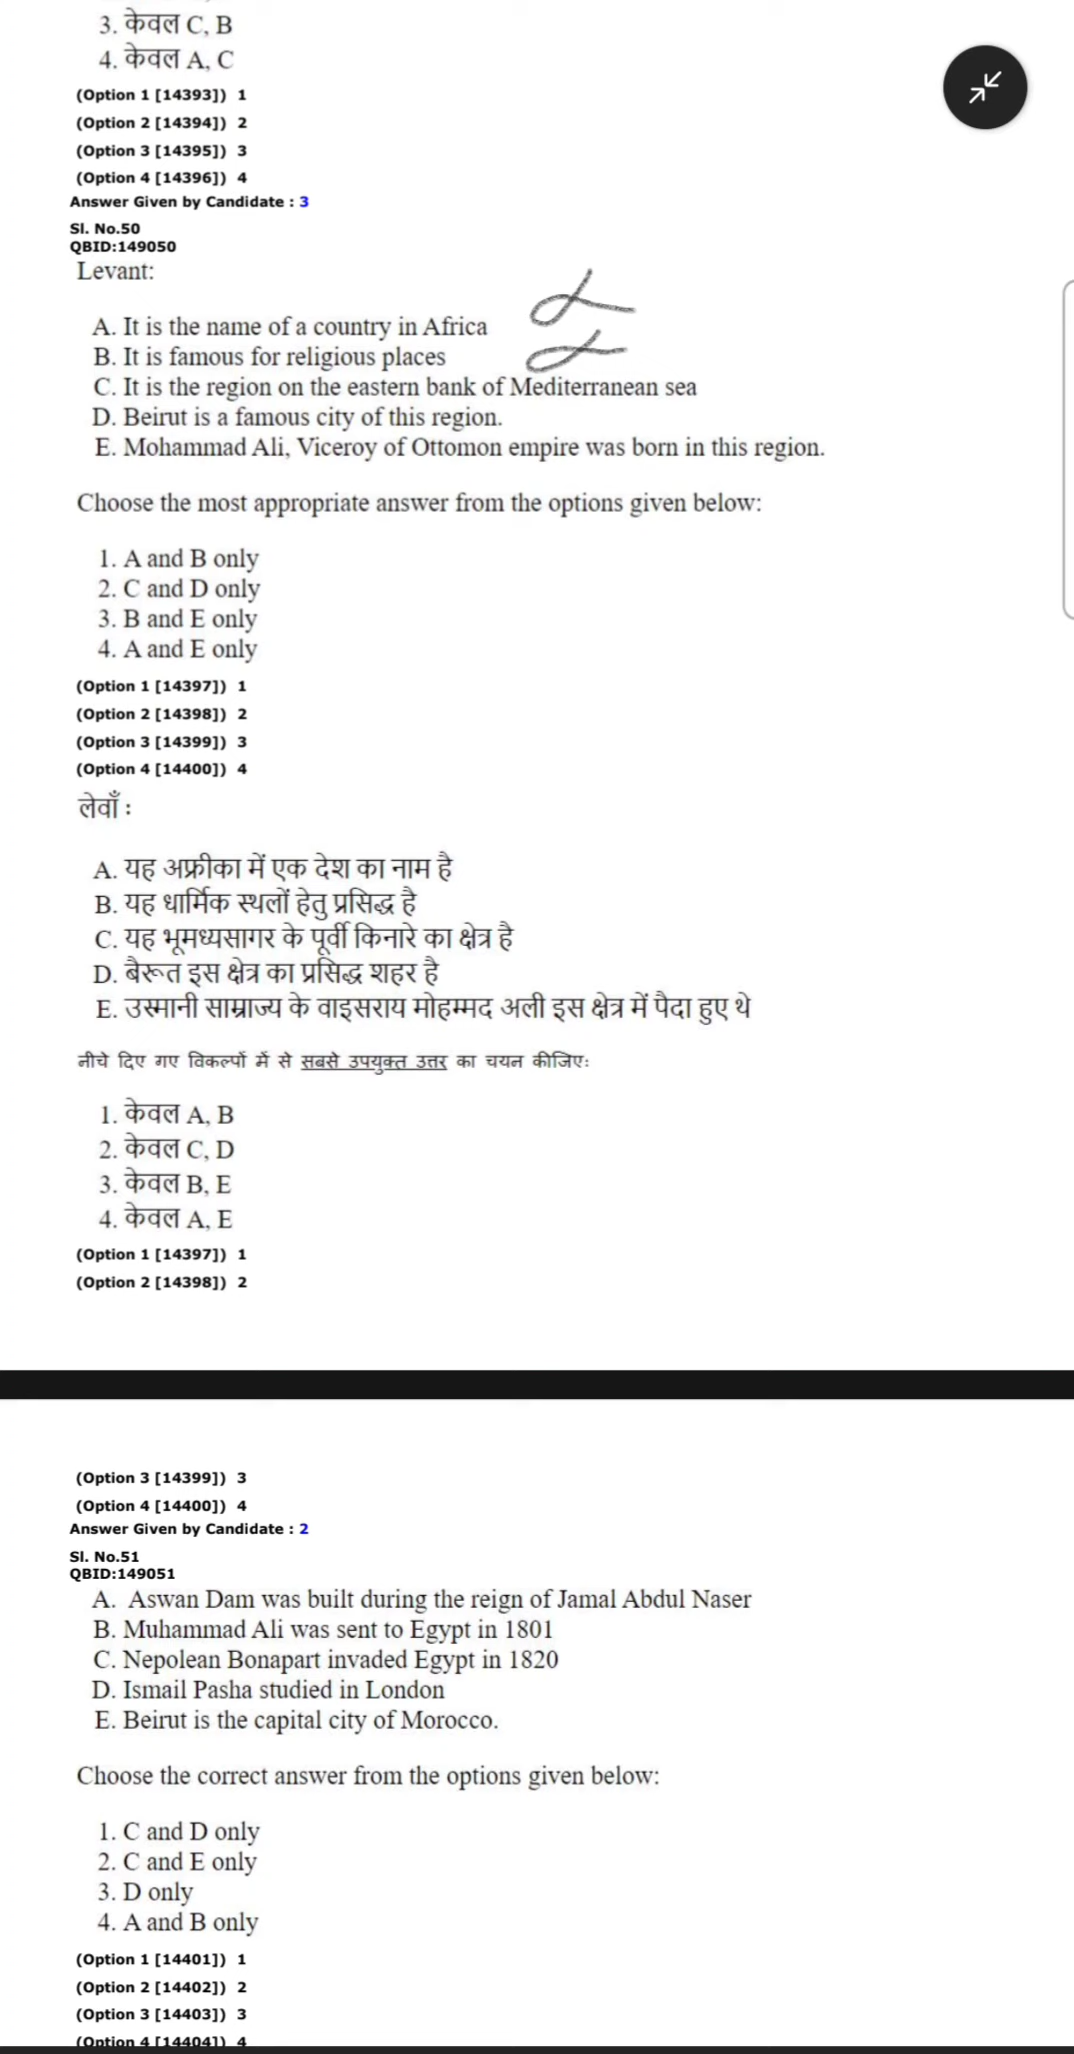 3. केवल C, B
4. केवल A, C
(Option 1 [14393]) 1
(Option 2 [14394]) 2
(Option 3 [14395]) 3
(Option 4 [14396]) 4
Answer Given by Candidate : 3
Sl. No.50
QBID:149050
Levant:
A. It is the name of a country in Africa
B. It is famous for religious places
C. It is the region on the eastern bank of Mediterranean sea
D. Beirut is a famous city of this region.
E. Mohammad Ali, Viceroy of Ottomon empire was born in this region.
Choose the most appropriate answer from the options given below:
1. A and B only
2. C and D only
3. B and E only
4. A and E only
(Option 1 [14397]) 1
(Option 2 [14398]) 2
(Option 3 [14399]) 3
(Option 4 [14400]) 4
लेवाँ :
A. यह अफ्रीका में एक देश का नाम है
B. यह धार्मिक स्थलों हेतु प्रसिद्ध है
C. यह भूमध्यसागर के पूर्वी किनारे का क्षेत्र है
D. बैरूत इस क्षेत्र का प्रसिद्ध शहर है
E. उस्मानी साम्राज्य के वाइसराय मोहम्मद अली इस क्षेत्र में पैदा हुए थे
नीचे दिए गए विकल्पों में से सबसे उपयुक्त उत्तर का चयन कीजिए:
1. केवल A, B
2. केवल C, D
3. केवल B, E
4. केवल A, E
(Option 1 [14397]) 1
(Option 2 [14398]) 2
(Option 3 [14399]) 3
(Option 4 [14400]) 4
Answer Given by Candidate : 2
Sl. No.51
QBID:149051
A. Aswan Dam was built during the reign of Jamal Abdul Naser
B. Muhammad Ali was sent to Egypt in 1801
C. Nepolean Bonapart invaded Egypt in 1820
D. Ismail Pasha studied in London
E. Beirut is the capital city of Morocco.
Choose the correct answer from the options given below:
1. C and D only
2. C and E only
3. D only
4. A and B only
(Option 1 [14401]) 1
(Option 2 [14402]) 2
(Option 3 [14403]) 3
(Option 4 [14404]) 4